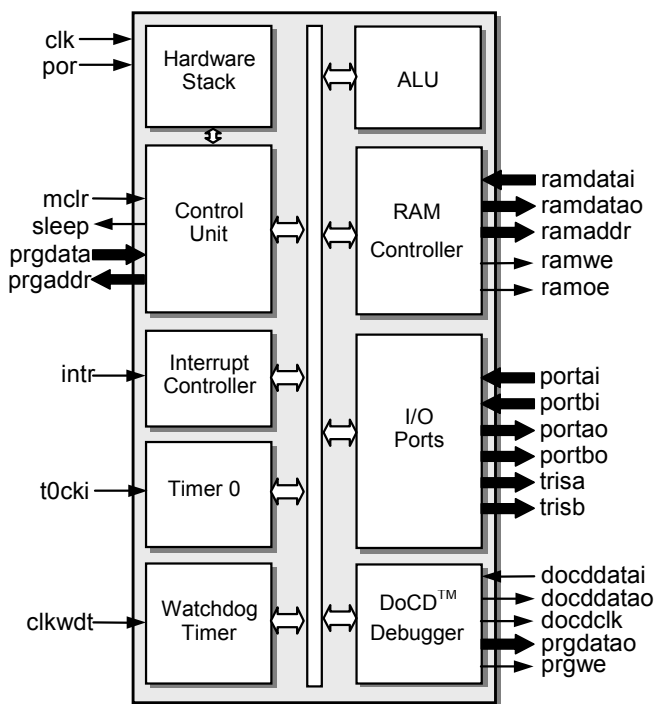 clk
por
Hardware
Stack
ALU
mclr
sleep
prgdata
prgaddr
Control
Unit
RAM
Controller
ramdatai
ramdatao
ramaddr
ramwe
ramoe
intr
Interrupt
Controller
I/O
Ports
portai
portbi
portao
portbo
trisa
trisb
t0cki
Timer 0
clkwdt
Watchdog
Timer
DoCD™
Debugger
docddatai
docddatao
docdclk
prgdatao
prgwe